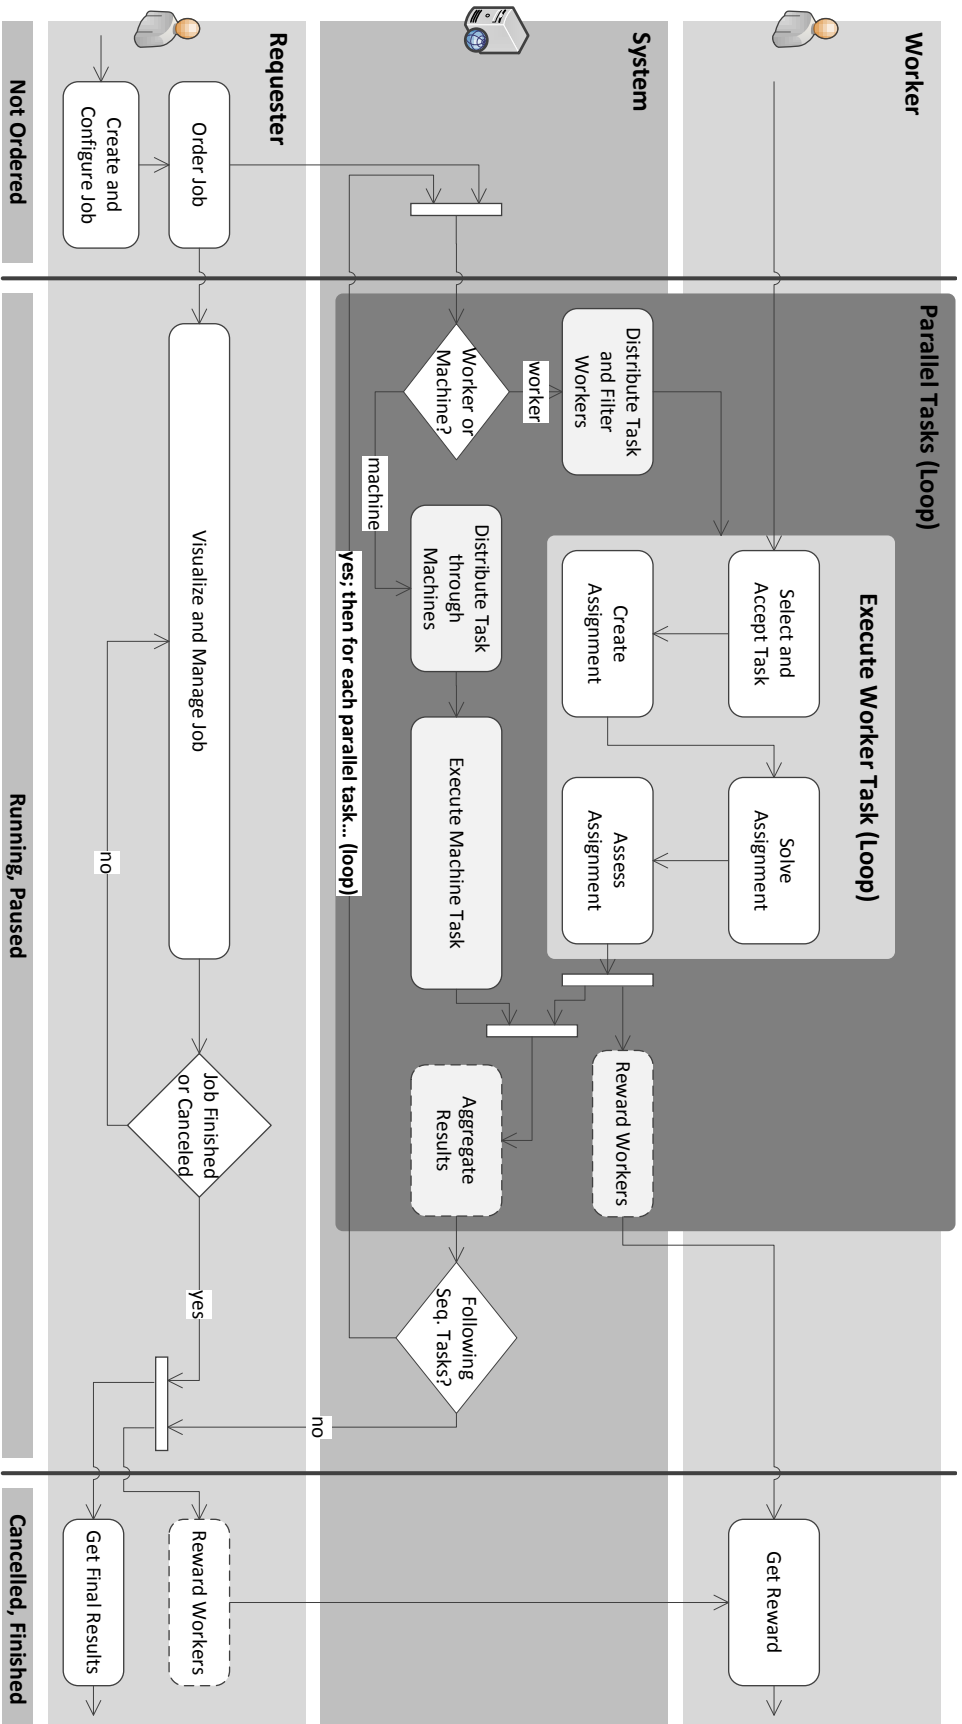 Worker
Parallel Tasks (Loop)
Execute Worker Task (Loop)
Select and
Accept Task
Solve
Assignment
Get Reward
System
Distribute Task
and Filter
Workers
Create
Assignment
Assess
Assignment
Reward Workers
worker
Worker or
Machine?
machine
Distribute Task
through
Machines
Execute Machine Task
Aggregate
Results
Following
Seq. Tasks?
yes; then for each parallel task... (loop)
no
Requester
Order Job
Visualize and Manage Job
Job Finished
or Canceled
yes
Reward Workers
Create and
Configure Job
no
Get Final Results
Not Ordered
Running, Paused
Cancelled, Finished